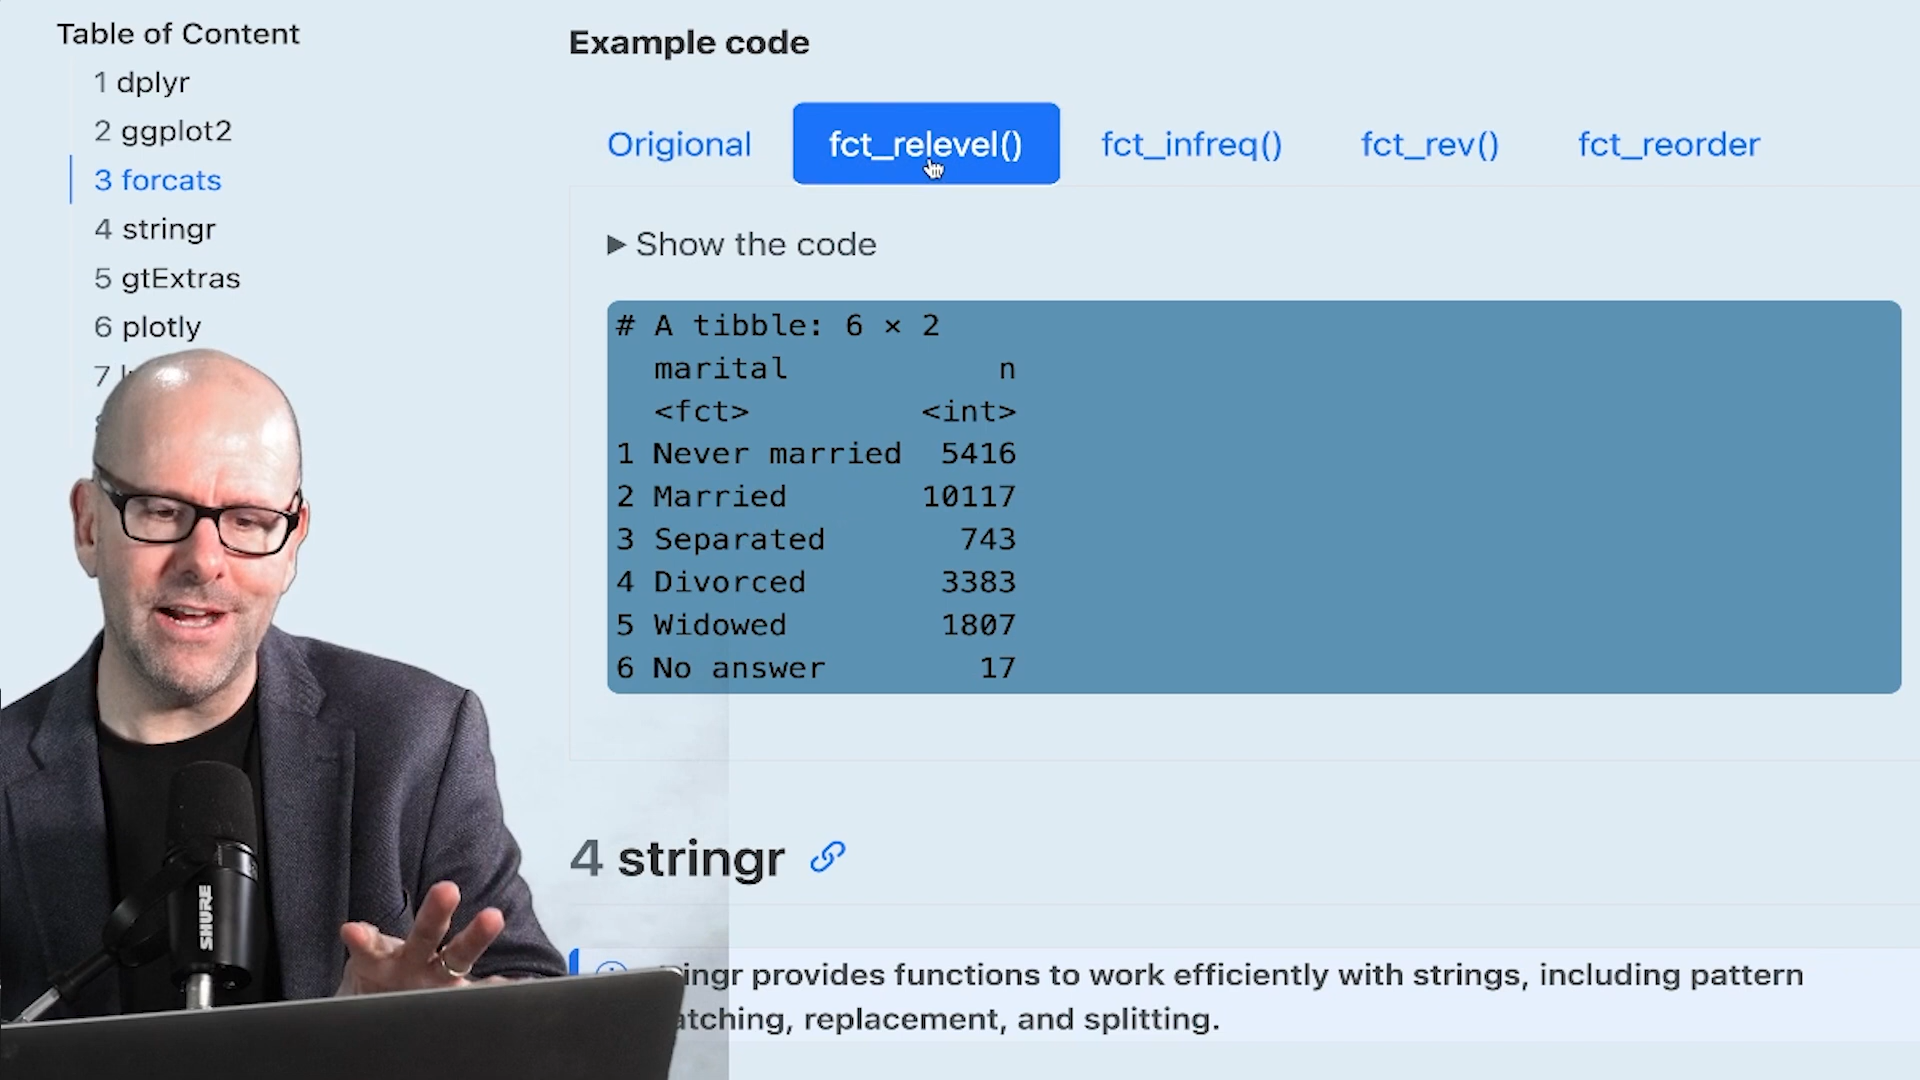 Table of Content
1 dplyr
2 ggplot2
3 forcats
4 stringr
5 gtExtras
6 plotly
7
Example code
Origional fct_relevel() fct_infreq() fct_rev() fct_reorder
Show the code
# A tibble: 6 × 2
marital n
<fct> <int>
1 Never married 5416
2 Married 10117
3 Separated 743
4 Divorced 3383
5 Widowed 1807
6 No answer 17
4 stringr
provides functions to work efficiently with strings, including pattern
replacement, and splitting.
SHURE